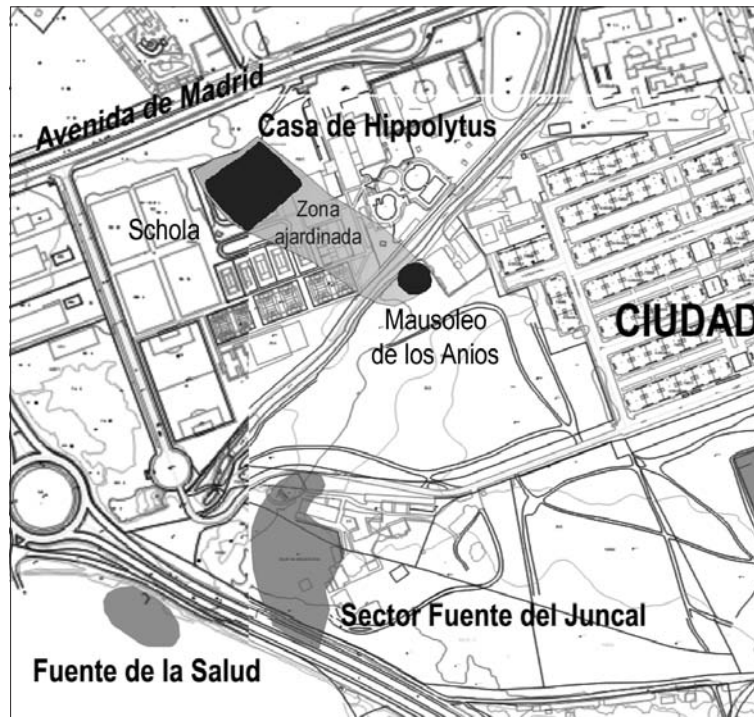 Avenida de Madrid
Casa de Hippolytus
Schola
Zona
ajardinada
Mausoleo
de los Anios
CIUDAD
Sector Fuente del Juncal
Fuente de la Salud